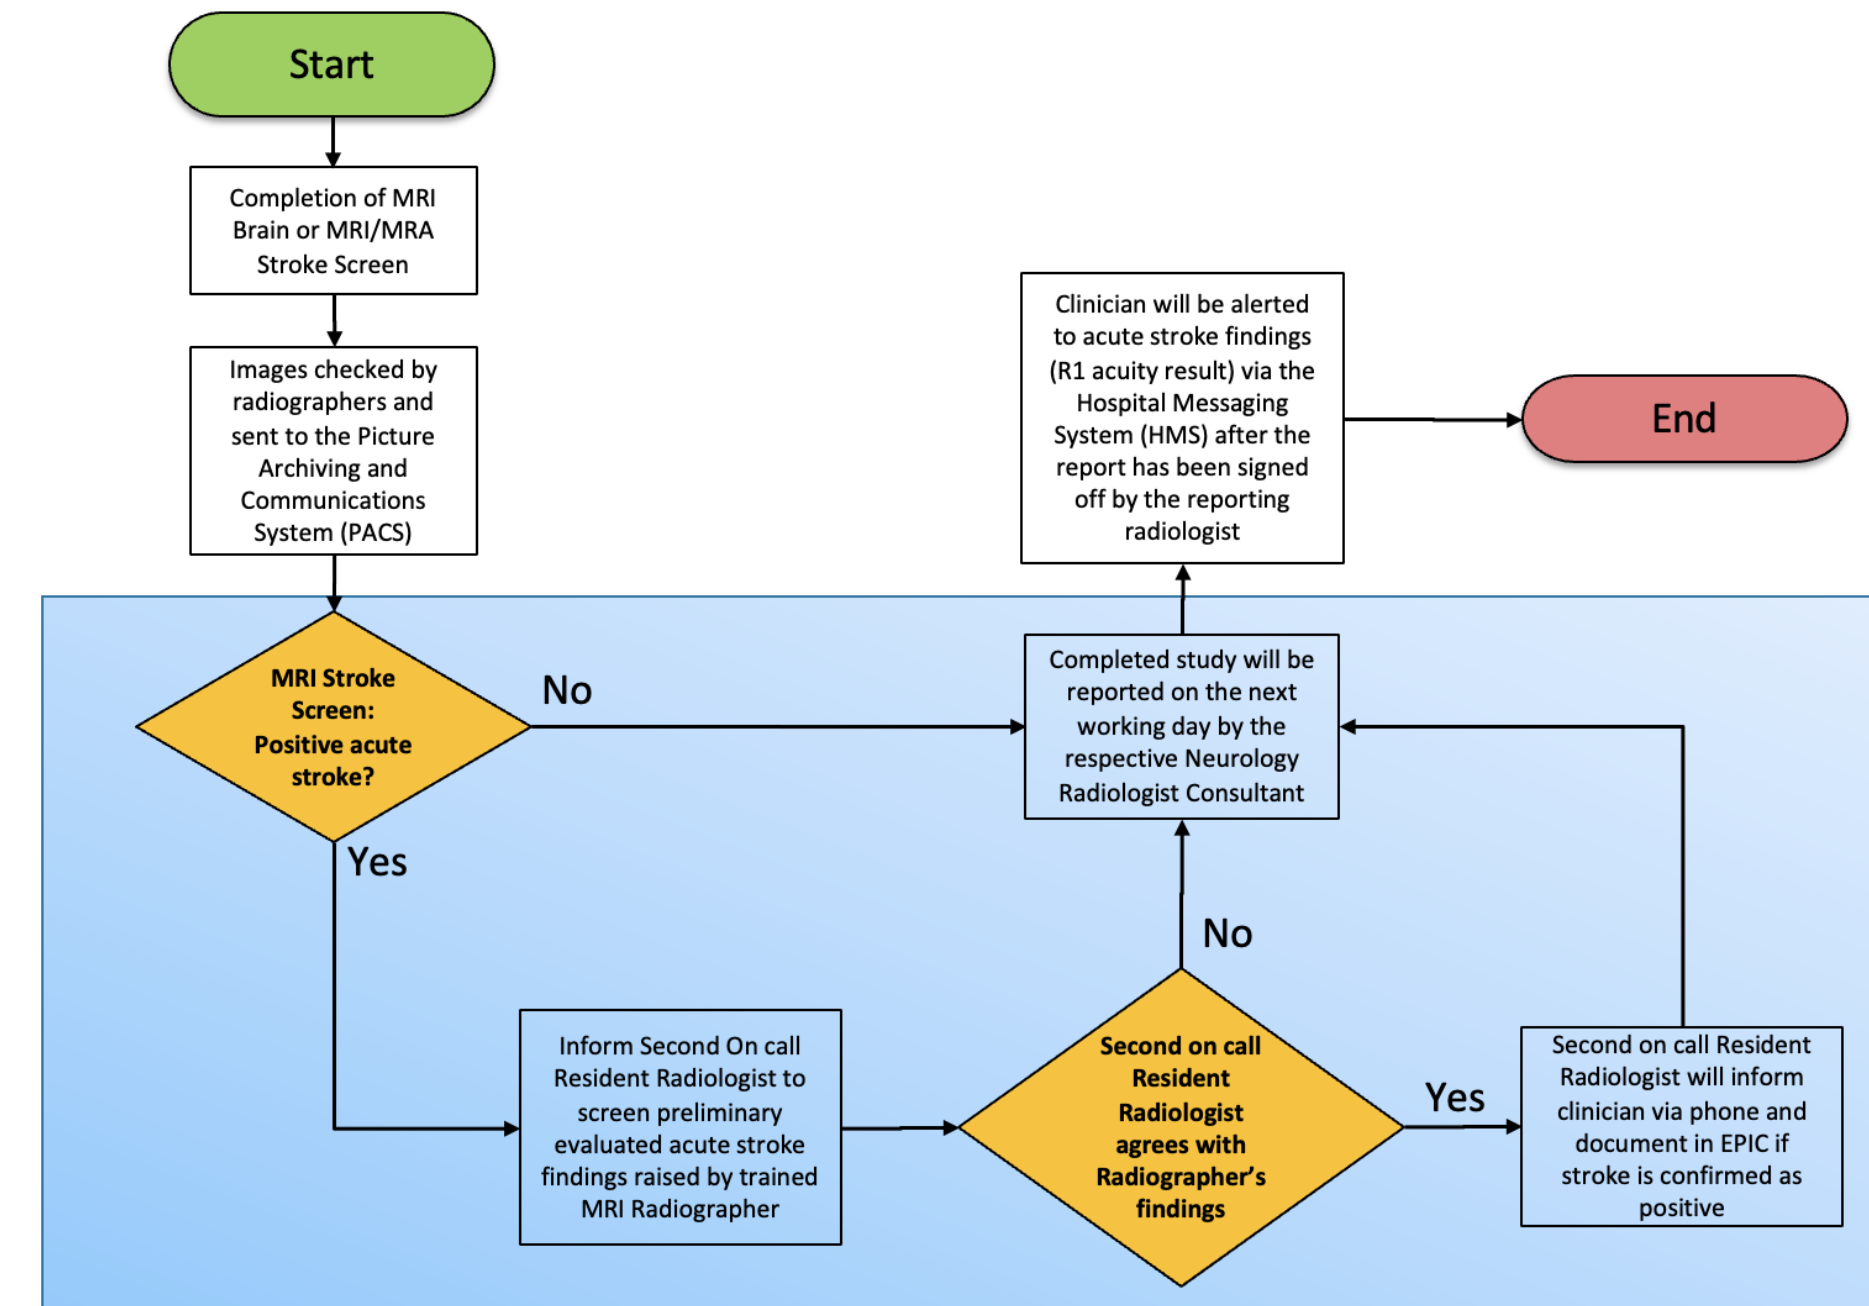 Start
Completion of MRI
Brain or MRI/MRA
Stroke Screen
Images checked by
radiographers and
sent to the Picture
Archiving and
Communications
System (PACS)
MRI Stroke
Screen:
Positive acute
stroke?
No
Yes
Inform Second On call
Resident Radiologist to
screen preliminary
evaluated acute stroke
findings raised by trained
MRI Radiographer
Second on call
Resident
Radiologist
agrees with
Radiographer’s
findings
No
Yes
Second on call Resident
Radiologist will inform
clinician via phone and
document in EPIC if
stroke is confirmed as
positive
Completed study will be
reported on the next
working day by the
respective Neurology
Radiologist Consultant
Clinician will be alerted
to acute stroke findings
(R1 acuity result) via the
Hospital Messaging
System (HMS) after the
report has been signed
off by the reporting
radiologist
End